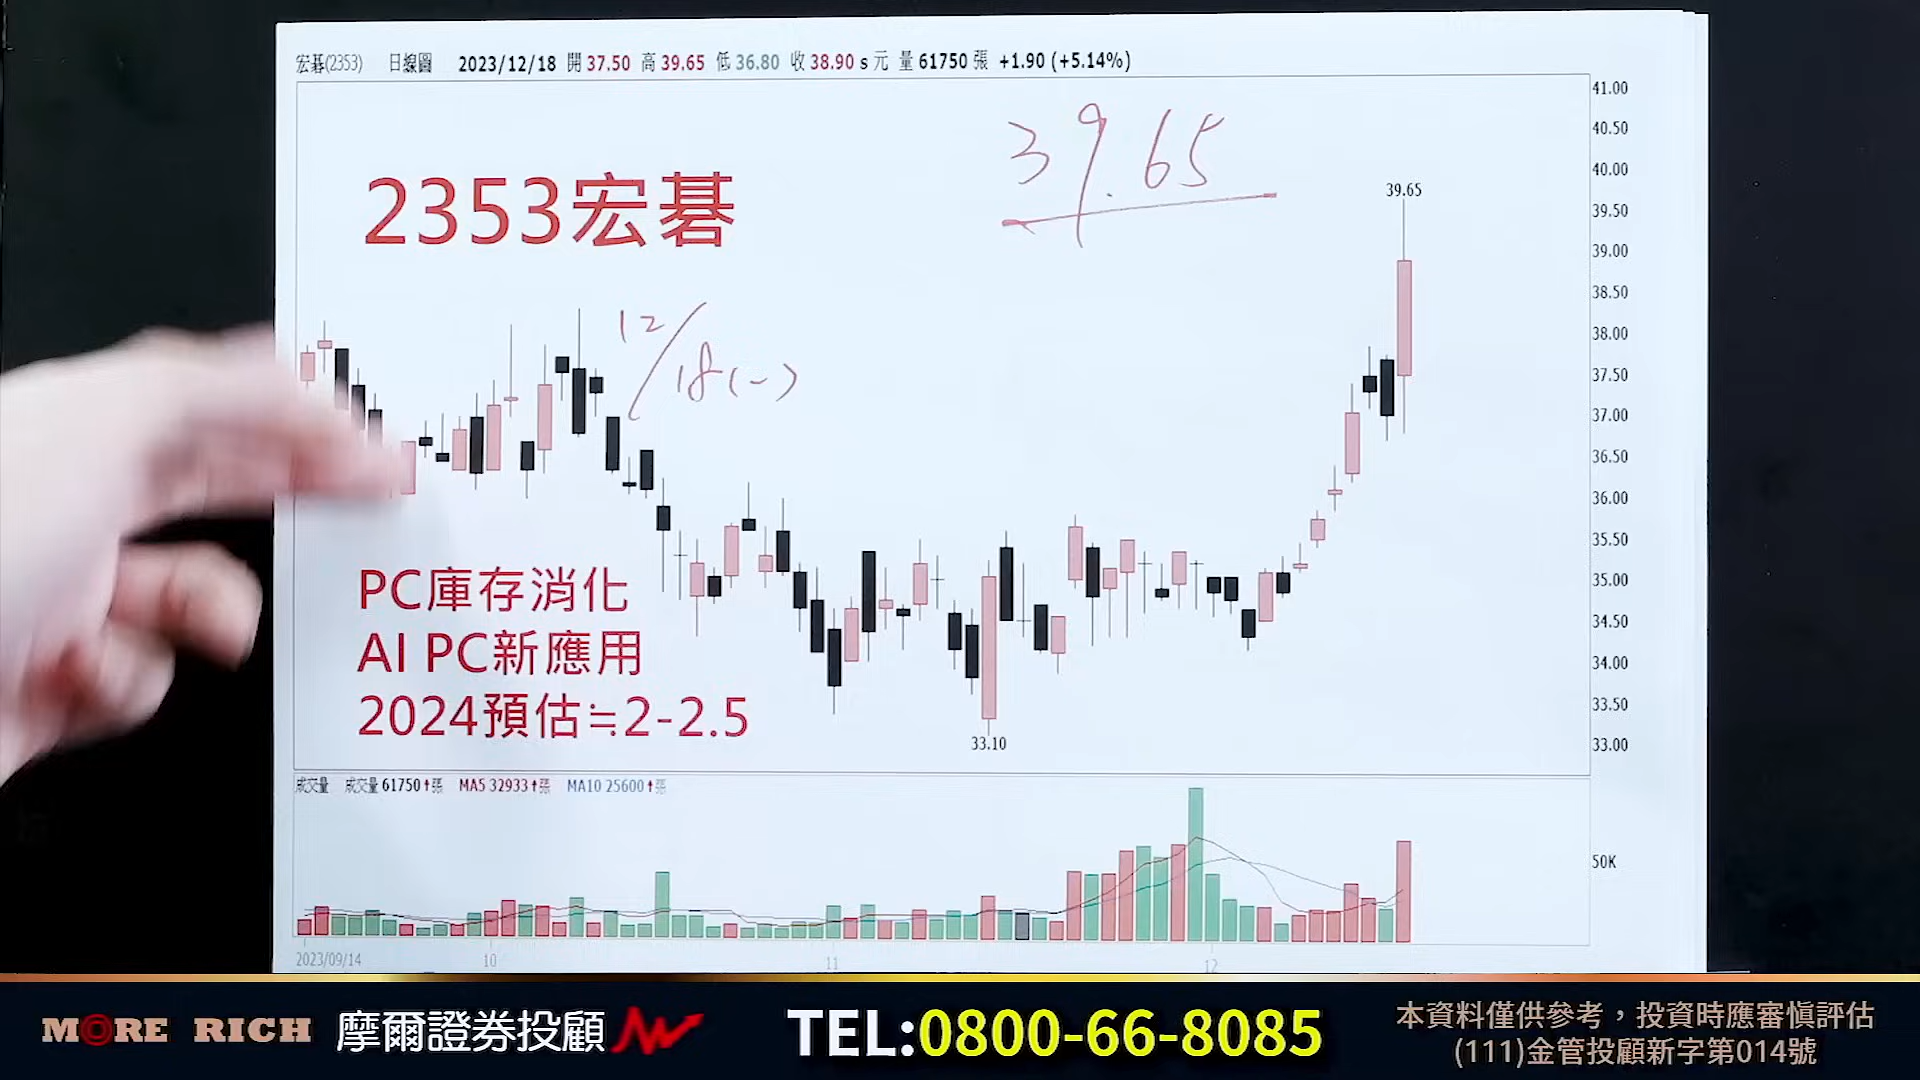 宏碁(2353) 日線圖 2023/12/18 開 37.50 高 39.65 低 36.80 收 38.90 s 元 量 61750 張 +1.90 (+5.14%)
39.65
2353宏碁
12/18(一)
39.65
PC庫存消化
AI PC新應用
2024預估≒2-2.5
33.10
41.00
40.50
40.00
39.50
39.00
38.50
38.00
37.50
37.00
36.50
36.00
35.50
35.00
34.50
34.00
33.50
33.00
成交量 成交量 61750↑張 MA5 32933↑張 MA10 25600↑張
50K
2023/09/14 10 11 12
MORE RICH 摩爾證券投顧
TEL:0800-66-8085
本資料僅供參考，投資時應審慎評估
(111)金管投顧新字第014號